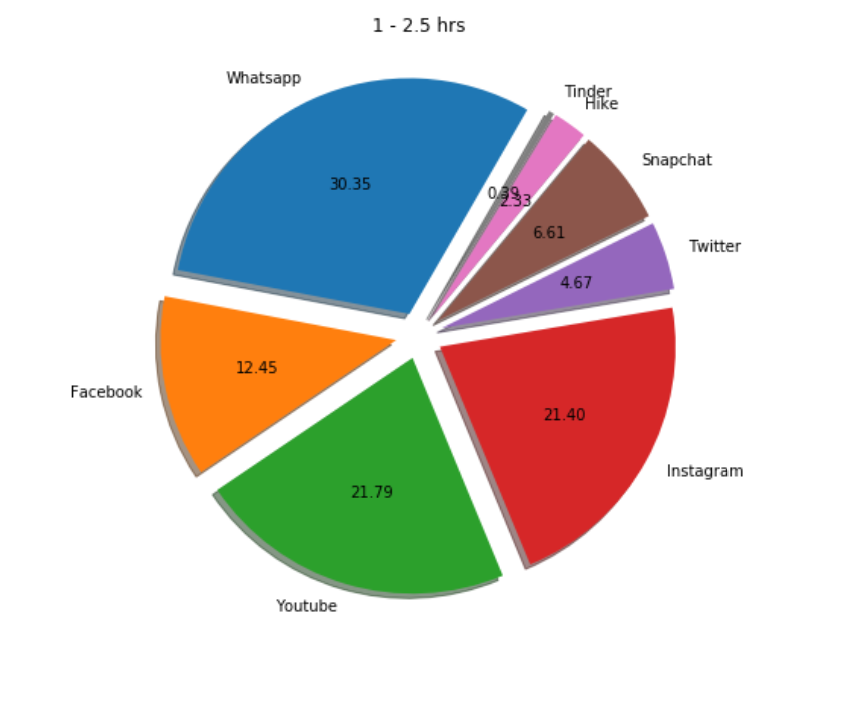 1 - 2.5 hrs
Whatsapp
Tinder
Hike
Snapchat
30.35
0.39
2.33
6.61
Twitter
4.67
12.45
Facebook
21.40
Instagram
21.79
Youtube